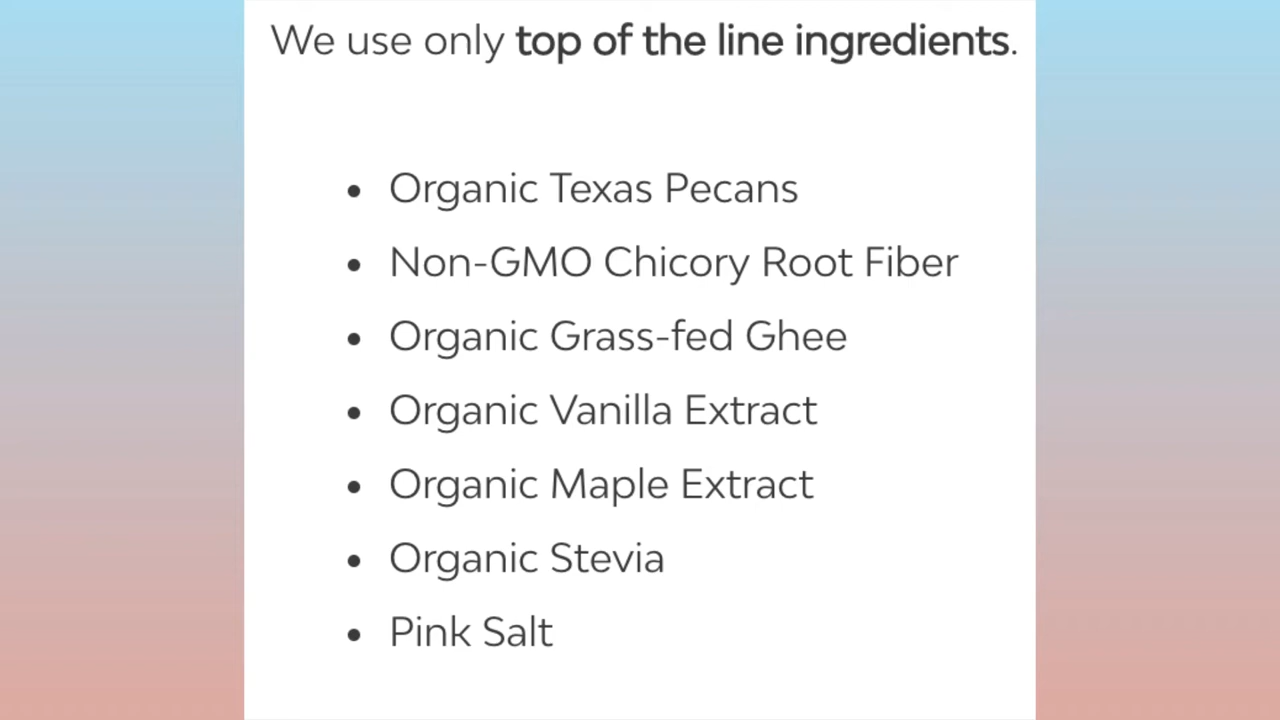 We use only top of the line ingredients.
• Organic Texas Pecans
• Non-GMO Chicory Root Fiber
• Organic Grass-fed Ghee
• Organic Vanilla Extract
• Organic Maple Extract
• Organic Stevia
• Pink Salt